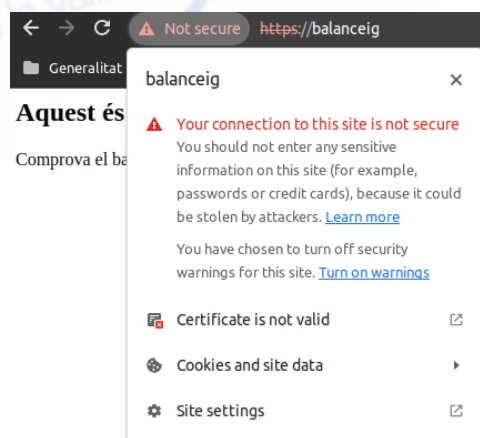 Not secure https://balanceig
Generalitat
balanceig
Aquest és
Your connection to this site is not secure
Comprova el ba
You should not enter any sensitive
information on this site (for example,
passwords or credit cards), because it could
be stolen by attackers. Learn more
You have chosen to turn off security
warnings for this site. Turn on warnings
Certificate is not valid
Cookies and site data
Site settings